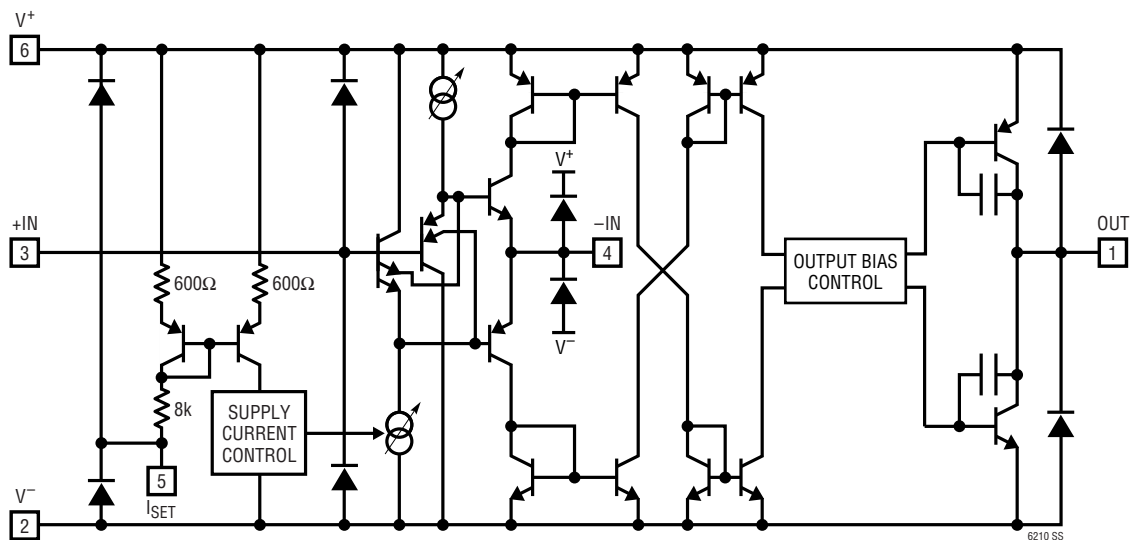 V+
6
+IN
3
600Ω
600Ω
8k
SUPPLY
CURRENT
CONTROL
5
ISET
V–
2
V+
–IN
4
V–
OUTPUT BIAS
CONTROL
OUT
1
6210 SS